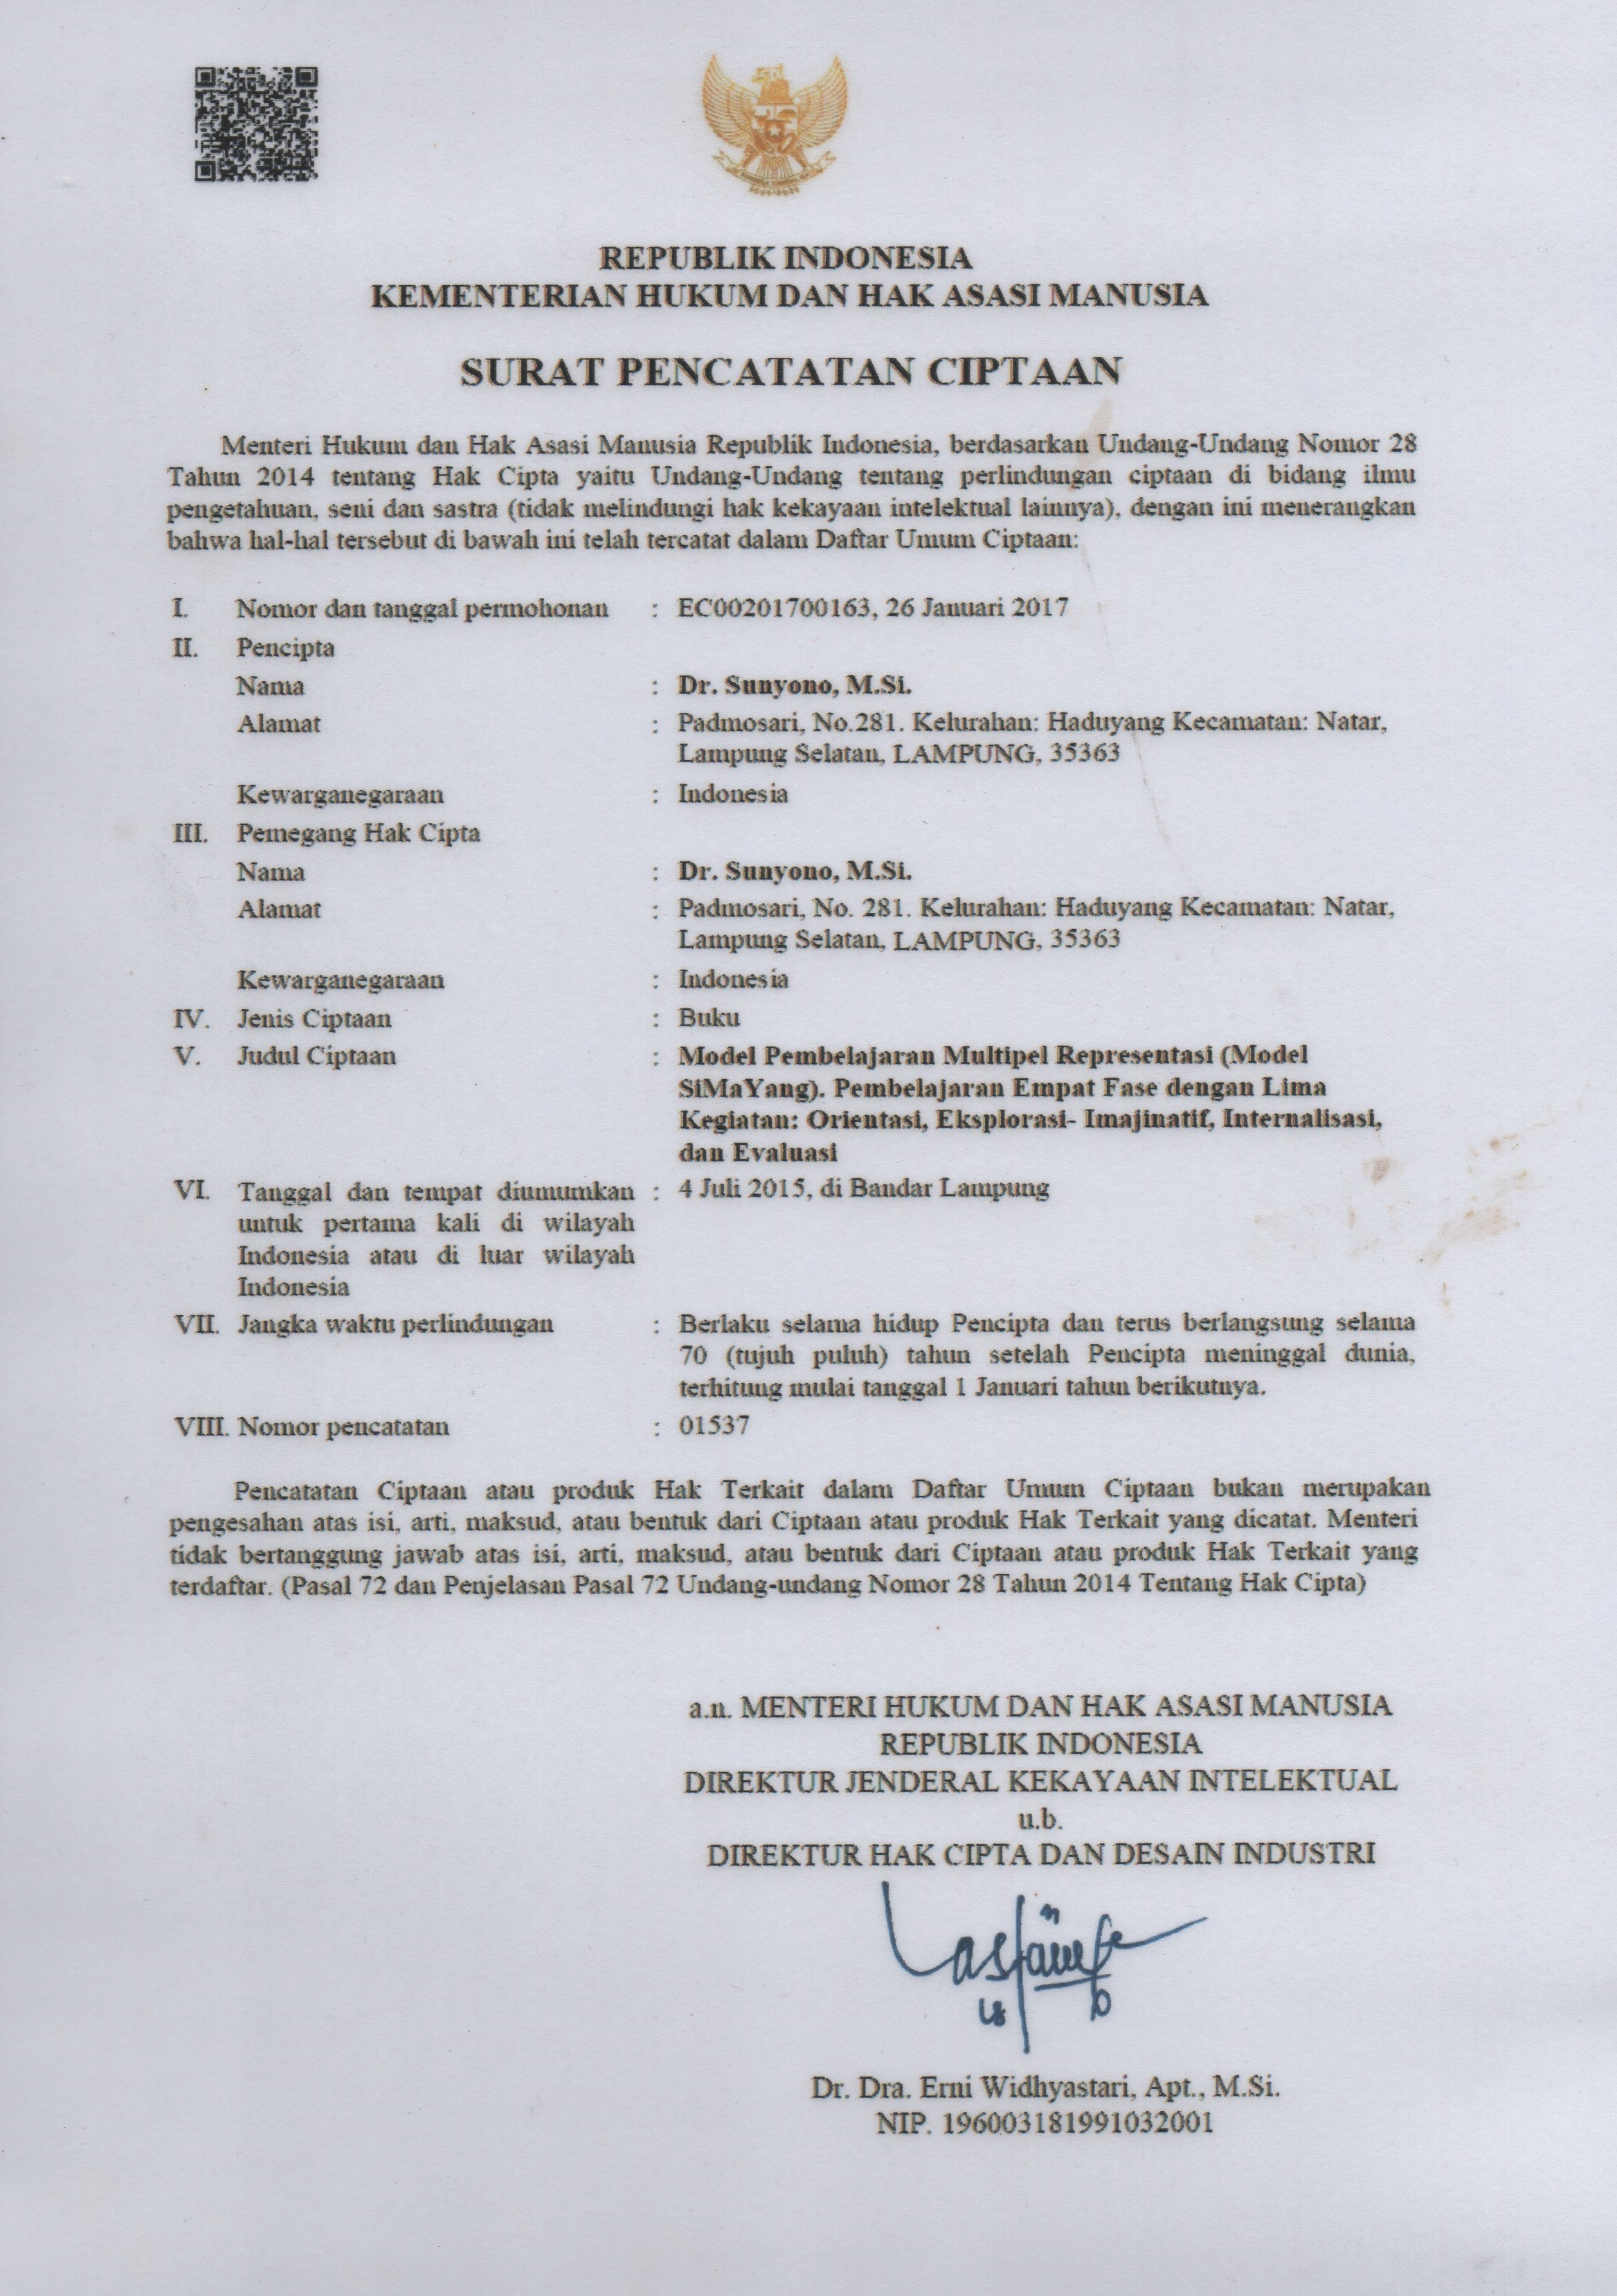 REPUBLIK INDONESIA
KEMENTERIAN HUKUM DAN HAK ASASI MANUSIA
SURAT PENCATATAN CIPTAAN
Menteri Hukum dan Hak Asasi Manusia Republik Indonesia, berdasarkan Undang-Undang Nomor 28
Tahun 2014 tentang Hak Cipta yaitu Undang-Undang tentang perlindungan ciptaan di bidang ilmu
pengetahuan, seni dan sastra (tidak melindungi hak kekayaan intelektual lainnya), dengan ini menerangkan
bahwa hal-hal tersebut di bawah ini telah tercatat dalam Daftar Umum Ciptaan:
I. Nomor dan tanggal permohonan : EC00201700163, 26 Januari 2017
II. Pencipta
Nama : Dr. Sunyono, M.Si.
Alamat : Padmosari, No.281. Kelurahan: Haduyang Kecamatan: Natar,
Lampung Selatan, LAMPUNG, 35363
Kewarganegaraan : Indonesia
III. Pemegang Hak Cipta
Nama : Dr. Sunyono, M.Si.
Alamat : Padmosari, No. 281. Kelurahan: Haduyang Kecamatan: Natar,
Lampung Selatan, LAMPUNG, 35363
Kewarganegaraan : Indonesia
IV. Jenis Ciptaan : Buku
V. Judul Ciptaan : Model Pembelajaran Multipel Representasi (Model
SiMaYang). Pembelajaran Empat Fase dengan Lima
Kegiatan: Orientasi, Eksplorasi- Imajinatif, Internalisasi,
dan Evaluasi
VI. Tanggal dan tempat diumumkan : 4 Juli 2015, di Bandar Lampung
untuk pertama kali di wilayah
Indonesia atau di luar wilayah
Indonesia
VII. Jangka waktu perlindungan : Berlaku selama hidup Pencipta dan terus berlangsung selama
70 (tujuh puluh) tahun setelah Pencipta meninggal dunia,
terhitung mulai tanggal 1 Januari tahun berikutnya.
VIII. Nomor pencatatan : 01537
Pencatatan Ciptaan atau produk Hak Terkait dalam Daftar Umum Ciptaan bukan merupakan
pengesahan atas isi, arti, maksud, atau bentuk dari Ciptaan atau produk Hak Terkait yang dicatat. Menteri
tidak bertanggung jawab atas isi, arti, maksud, atau bentuk dari Ciptaan atau produk Hak Terkait yang
terdaftar. (Pasal 72 dan Penjelasan Pasal 72 Undang-undang Nomor 28 Tahun 2014 Tentang Hak Cipta)
a.n. MENTERI HUKUM DAN HAK ASASI MANUSIA
REPUBLIK INDONESIA
DIREKTUR JENDERAL KEKAYAAN INTELEKTUAL
u.b.
DIREKTUR HAK CIPTA DAN DESAIN INDUSTRI
Dr. Dra. Erni Widhyastari, Apt., M.Si.
NIP. 196003181991032001